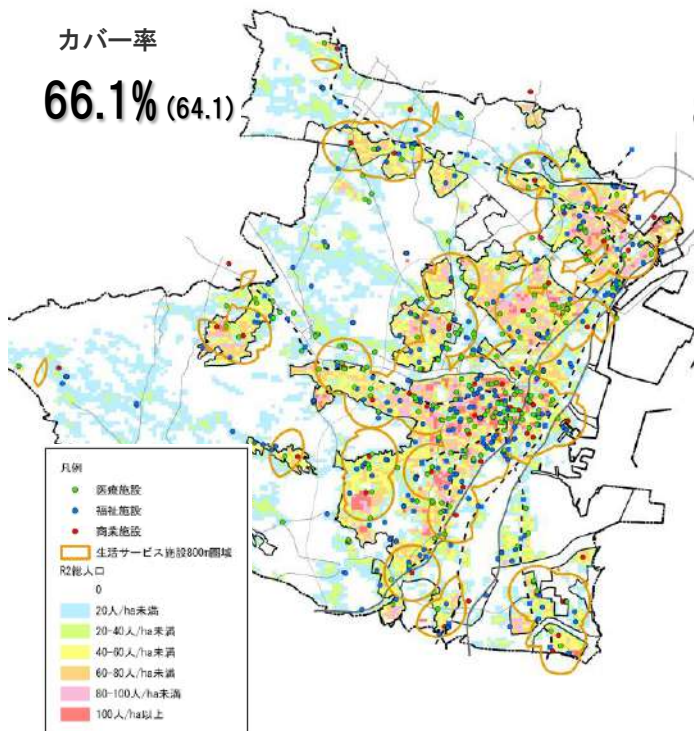 カバー率
66.1% (64.1)
凡例
医療施設
福祉施設
商業施設
生活サービス施設800m圏域
R2総人口
0
20人/ha未満
20-40人/ha未満
40-60人/ha未満
60-80人/ha未満
80-100人/ha未満
100人/ha以上